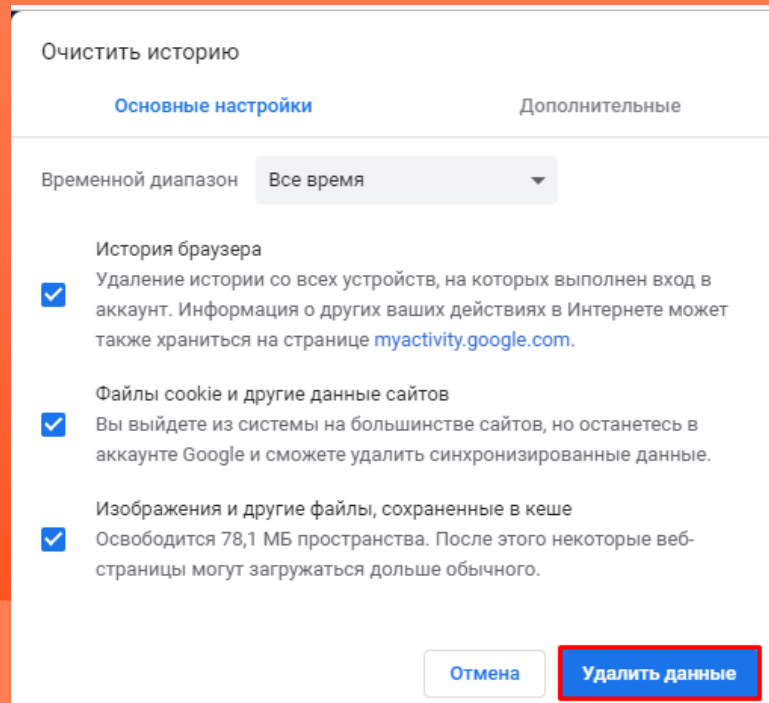 Очистить историю
Основные настройки
Дополнительные
Временной диапазон
Все время
История браузера
Удаление истории со всех устройств, на которых выполнен вход в
аккаунт. Информация о других ваших действиях в Интернете может
также храниться на странице myactivity.google.com.
Файлы cookie и другие данные сайтов
Вы выйдете из системы на большинстве сайтов, но останетесь в
аккаунте Google и сможете удалить синхронизированные данные.
Изображения и другие файлы, сохраненные в кеше
Освободится 78,1 МБ пространства. После этого некоторые веб-
страницы могут загружаться дольше обычного.
Отмена
Удалить данные